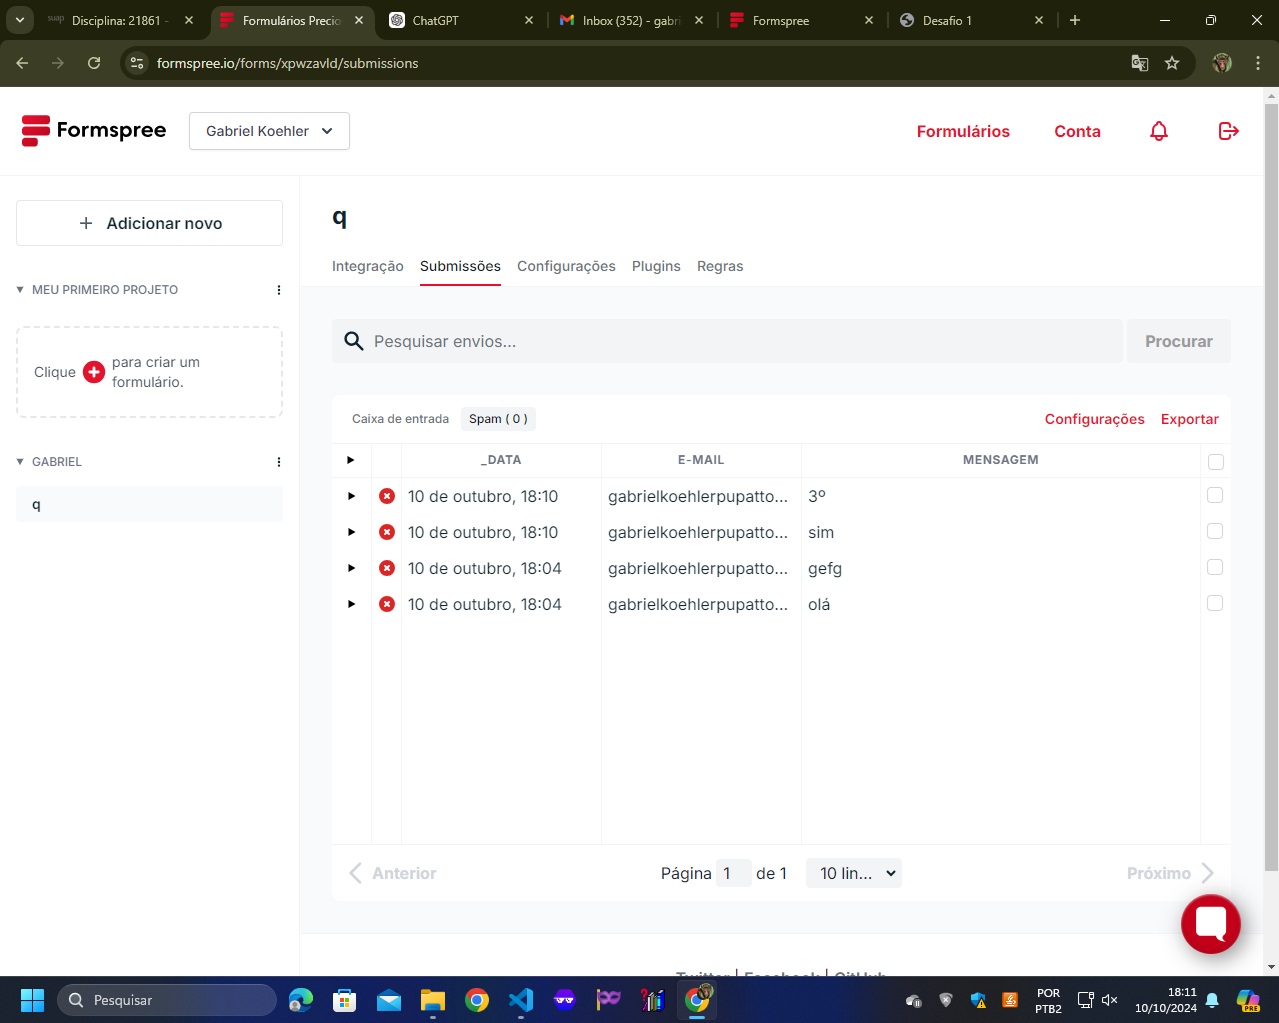 suap Disciplina: 21861 -
Formulários Precio
ChatGPT
Inbox (352) - gabri
Formspree
Desafio 1
formspree.io/forms/xpwzavld/submissions
Formspree
Gabriel Koehler
Formulários
Conta
Adicionar novo
MEU PRIMEIRO PROJETO
Clique
para criar um
formulário.
GABRIEL
q
q
Integração Submissões Configurações Plugins Regras
Pesquisar envios...
Procurar
Caixa de entrada Spam ( 0 )
Configurações Exportar
_DATA E-MAIL MENSAGEM
10 de outubro, 18:10 gabrielkoehlerpupatto... 3º
10 de outubro, 18:10 gabrielkoehlerpupatto... sim
10 de outubro, 18:04 gabrielkoehlerpupatto... gefg
10 de outubro, 18:04 gabrielkoehlerpupatto... olá
Anterior
Página 1 de 1
10 lin...
Próximo
Twitter | Facebook | GitHub
Pesquisar
POR
PTB2
18:11
10/10/2024
PRE